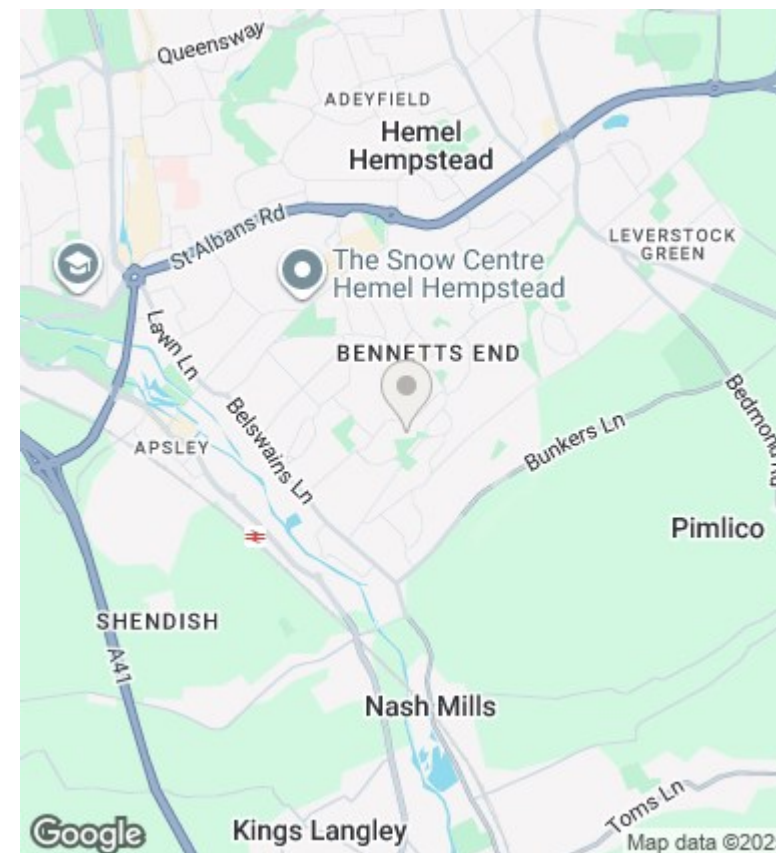 Queensway
ADEYFIELD
Hemel
Hempstead
St Albans Rd
LEVERSTOCK
GREEN
The Snow Centre
Hemel Hempstead
Lawn Ln
BENNETTS END
Belswains Ln
Bedmond Rd
APSLEY
Bunkers Ln
Pimlico
SHENDISH
A41
Nash Mills
Toms Ln
Kings Langley
Google
Map data ©202